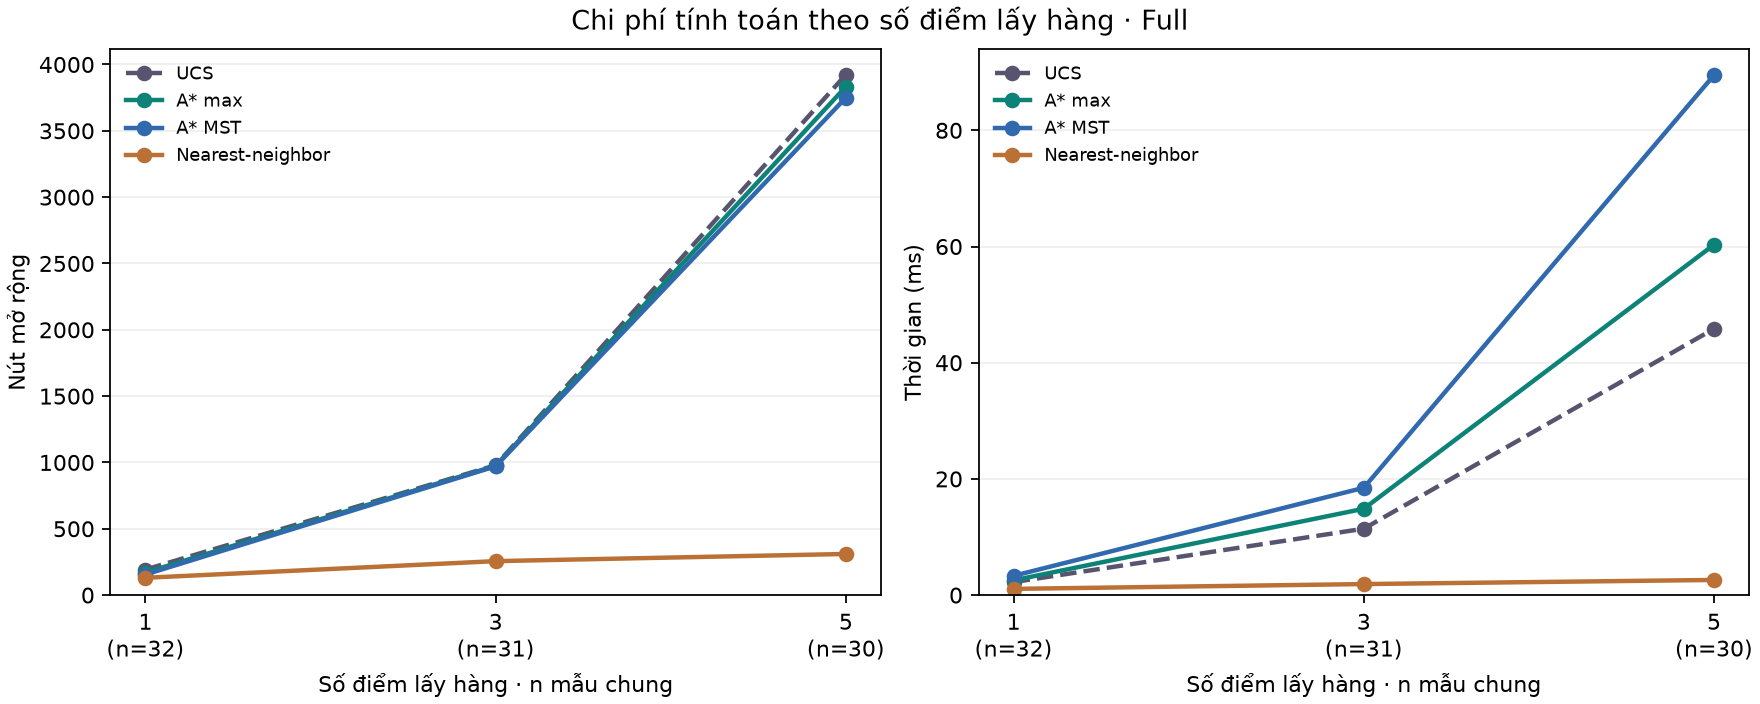 Chi phí tính toán theo số điểm lấy hàng · Full
UCS
A* max
A* MST
Nearest-neighbor
Nút mở rộng
4000
3500
3000
2500
2000
1500
1000
500
0
1
(n=32)
3
(n=31)
5
(n=30)
Số điểm lấy hàng · n mẫu chung
UCS
A* max
A* MST
Nearest-neighbor
Thời gian (ms)
80
60
40
20
0
1
(n=32)
3
(n=31)
5
(n=30)
Số điểm lấy hàng · n mẫu chung